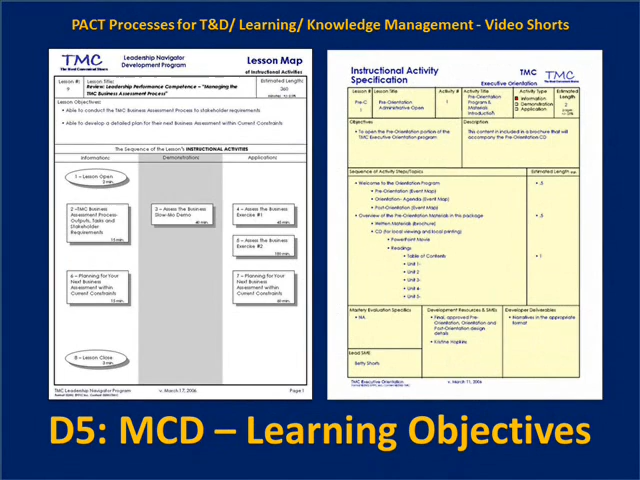 PACT Processes for T&D/ Learning/ Knowledge Management - Video Shorts
TMC
Leadership Navigator
Development Program
Lesson Map
of Instructional Activities
Lesson #:
Lesson Title:
Estimated Length:
Review: Leadership Performance Competence – "Managing the
TMC Business Assessment Process"
360
Lesson Objectives:
• Able to conduct the TMC Business Assessment Process to stakeholder requirements
• Able to develop a detailed plan for their next Business Assessment within Current Constraints
The Sequence of the Lesson's INSTRUCTIONAL ACTIVITIES
Informations
Demonstrations
Applications
1 – Lesson Open
2 min.
2 –TMC Business
Assessment Process-
Outputs, Tasks and
Stakeholder
Requirements
15 min.
3 – Assess the Business
Slow-Mo Demo
4 – Assess the Business
Exercise #1
45 min.
5 – Assess the Business
Exercise #2
6 – Planning for Your
Next Business
Assessment within
Current Constraints
7 – Planning for Your
Next Business
Assessment within
Current Constraints
8 – Lesson Close
TMC Leadership Navigator Program
v. March 17, 2006
Page 1
Instructional Activity
Specification
TMC
Executive Orientation
TMC
Lesson #
Lesson Title
Activity #
Activity Title
Activity Type
Estimated
Length
Pre-C
1
Pre-Orientation
Administrative Open
1
Pre-Orientation
Program &
Materials
Introduction
Information
Demonstration
Application
2
Objectives
Description
• To open the Pre-Orientation portion of the
TMC Executive Orientation program
This content is included in a brochure that will
accompany the Pre-Orientation CD
Sequence of Activity Steps/Topics
Estimated Length
• Welcome to the Orientation Program
• .5
• Pre-Orientation (Event Map)
• Orientation- Agenda (Event Map)
• Post-Orientation (Event Map)
• Overview of the Pre-Orientation Materials in this package
• .5
• Written Materials (Brochure)
• CD (for local viewing and local printing)
• 1
• PowerPoint Movie
• Readings
• Table of Contents
• Unit 1-
• Unit 2
• Unit 3
• Unit 4-
• Unit 5-
Mastery Evaluation Specifics
Development Resources & SMEs
Developer Deliverables
• NA
• Final, approved Pre-
Orientation, Orientation and
Post-Orientation design
details
• Kristine Hapkins
• Narratives in the appropriate
format
Lead SME
Betty Shorts
TMC Executive Orientation
v. March 11, 2006
D5: MCD – Learning Objectives